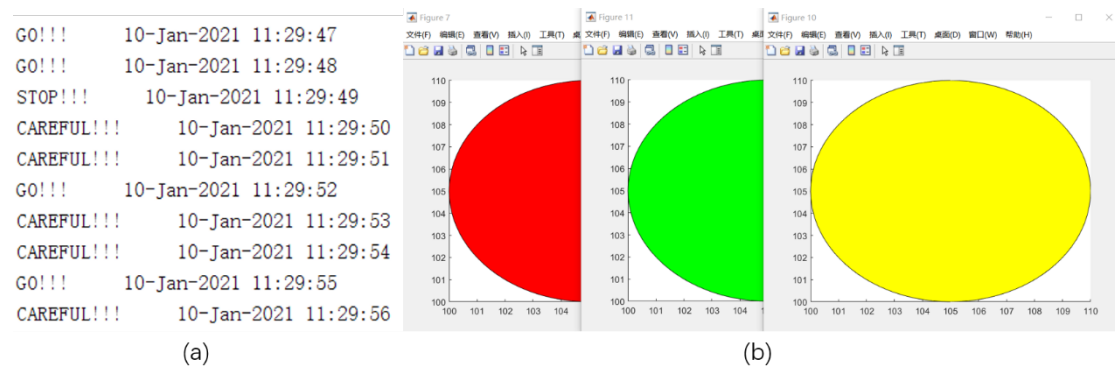 GO!!! 10-Jan-2021 11:29:47
GO!!! 10-Jan-2021 11:29:48
STOP!!! 10-Jan-2021 11:29:49
CAREFUL!!! 10-Jan-2021 11:29:50
CAREFUL!!! 10-Jan-2021 11:29:51
GO!!! 10-Jan-2021 11:29:52
CAREFUL!!! 10-Jan-2021 11:29:53
CAREFUL!!! 10-Jan-2021 11:29:54
GO!!! 10-Jan-2021 11:29:55
CAREFUL!!! 10-Jan-2021 11:29:56
(a)
Figure 7
文件(F) 编辑(E) 查看(V) 插入(I) 工具(T)
110
109
108
107
106
105
104
103
102
101
100
100 101 102 103 104
Figure 11
文件(F) 编辑(E) 查看(V) 插入(I) 工具(T)
110
109
108
107
106
105
104
103
102
101
100
100 101 102 103 104
Figure 10
文件(F) 编辑(E) 查看(V) 插入(I) 工具(T) 桌面(D) 窗口(W) 帮助(H)
110
109
108
107
106
105
104
103
102
101
100
100 101 102 103 104 105 106 107 108 109 110
(b)